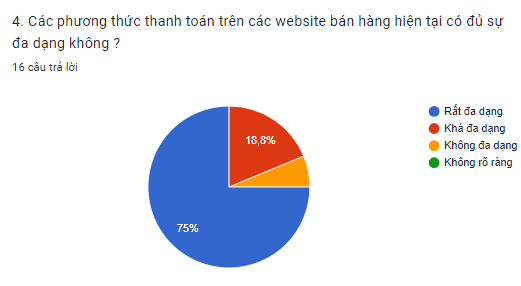 4. Các phương thức thanh toán trên các website bán hàng hiện tại có đủ sự
đa dạng không ?
16 câu trả lời
Rất đa dạng
Khá đa dạng
Không đa dạng
Không rõ ràng
18,8%
75%